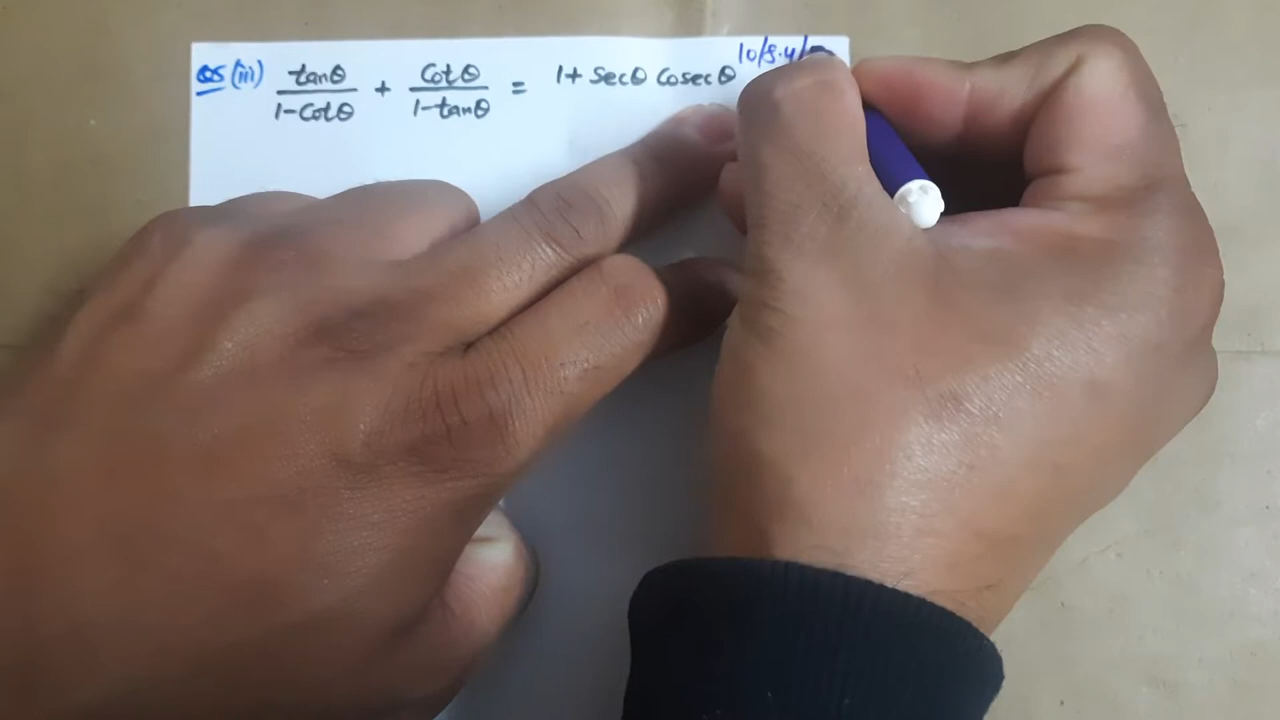 10/8.4/
Q5 (iii) tanθ/1-cotθ + Cotθ/1-tanθ = 1+ Secθ Cosecθ